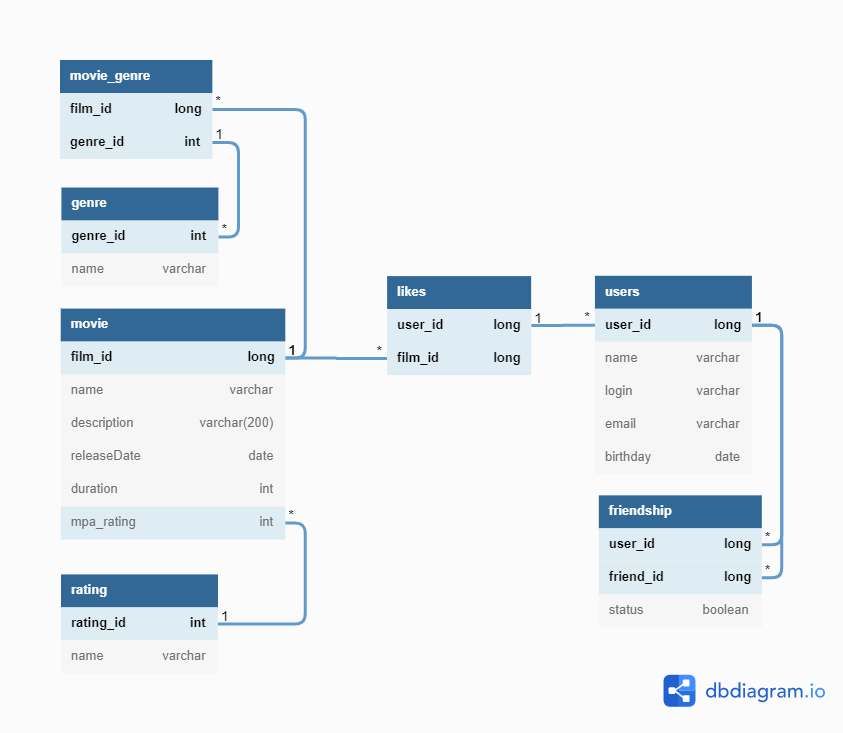 movie_genre
film_id long *
genre_id int 1
genre
genre_id int *
name varchar
movie
film_id long 1
name varchar
description varchar(200)
releaseDate date
duration int
mpa_rating int *
rating
rating_id int 1
name varchar
likes
user_id long 1
* film_id long
users
* user_id long 1
name varchar
login varchar
email varchar
birthday date
friendship
user_id long *
friend_id long *
status boolean
dbdiagram.io